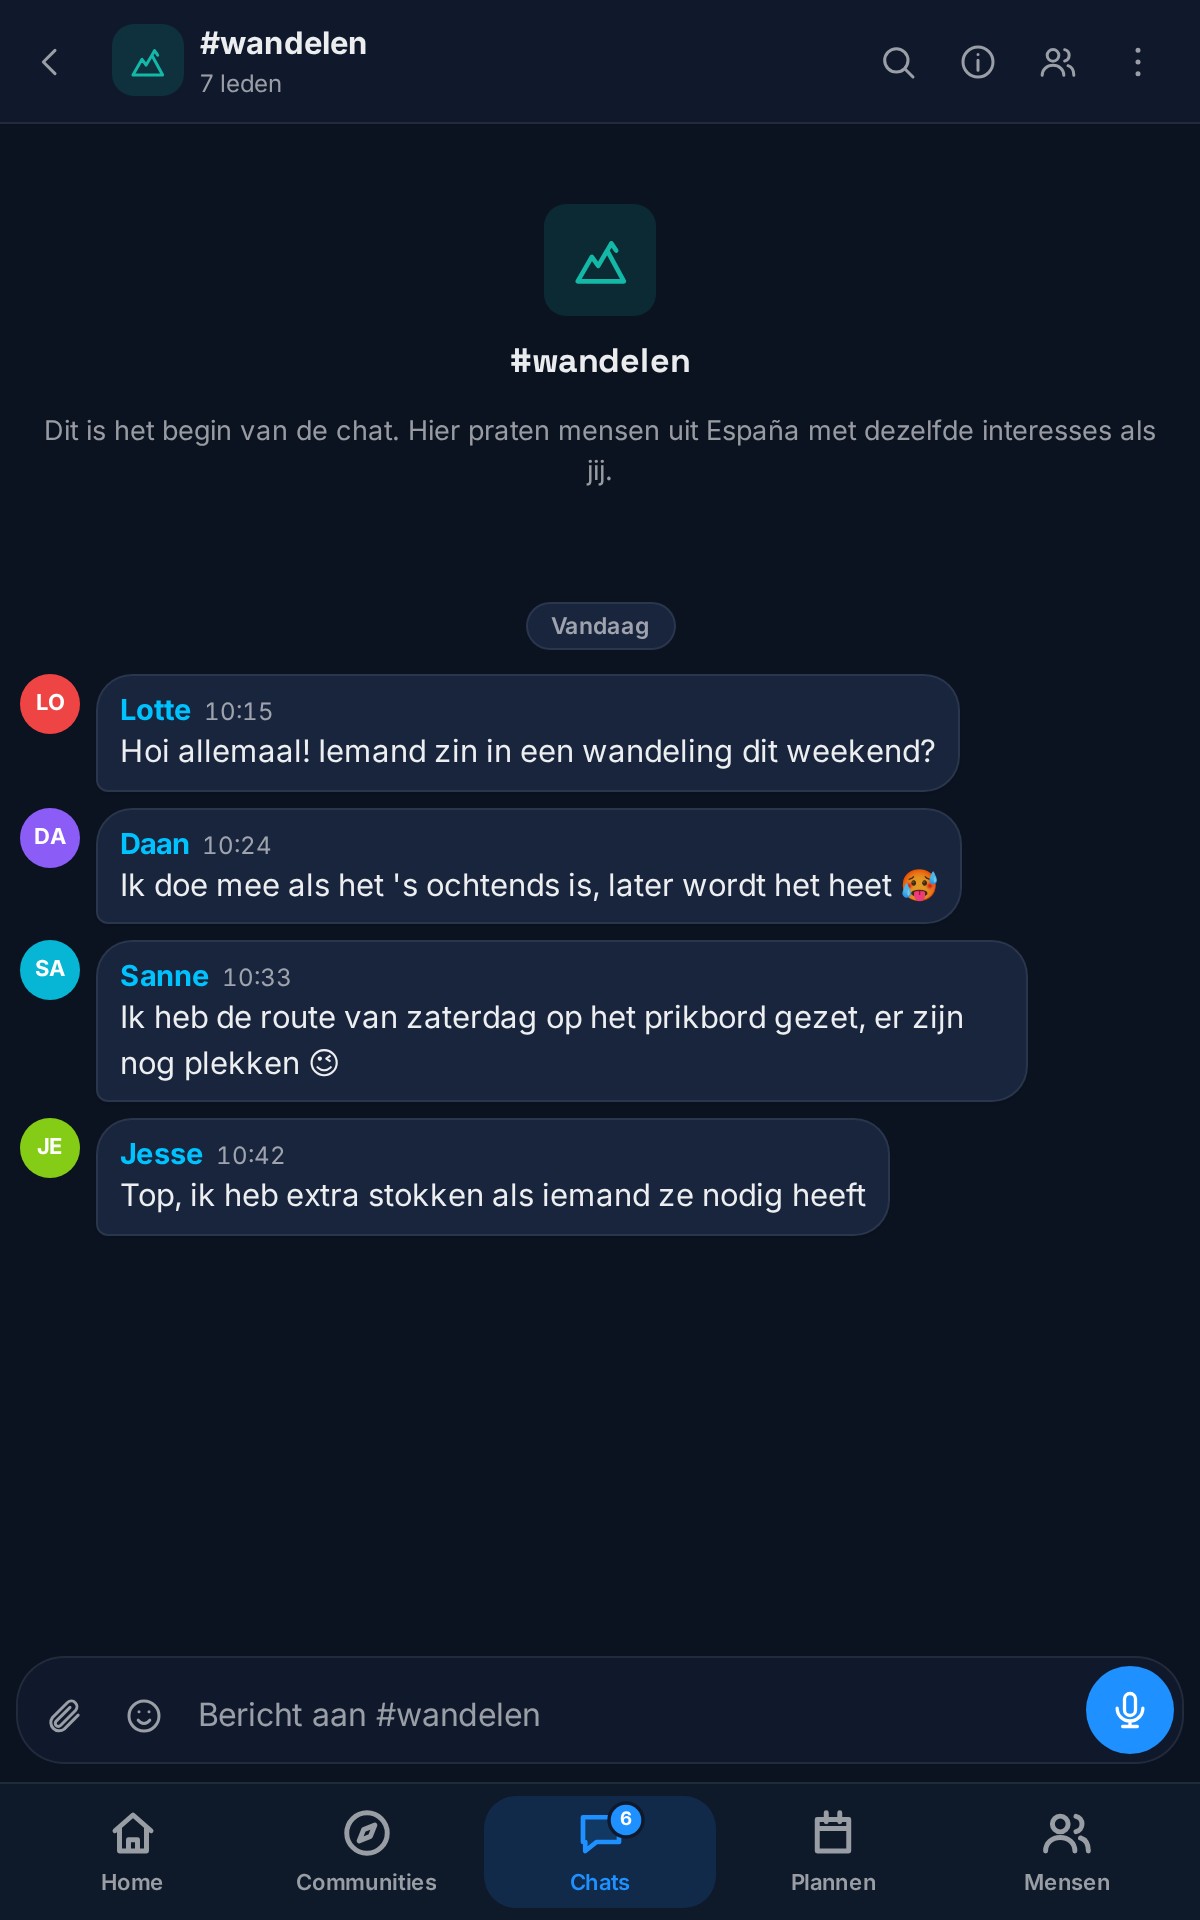 #wandelen
7 leden
#wandelen
Dit is het begin van de chat. Hier praten mensen uit España met dezelfde interesses als
jij.
Vandaag
LO
Lotte 10:15
Hoi allemaal! Iemand zin in een wandeling dit weekend?
DA
Daan 10:24
Ik doe mee als het 's ochtends is, later wordt het heet 🥵
SA
Sanne 10:33
Ik heb de route van zaterdag op het prikbord gezet, er zijn
nog plekken 😉
JE
Jesse 10:42
Top, ik heb extra stokken als iemand ze nodig heeft
Bericht aan #wandelen
6
Home
Communities
Chats
Plannen
Mensen